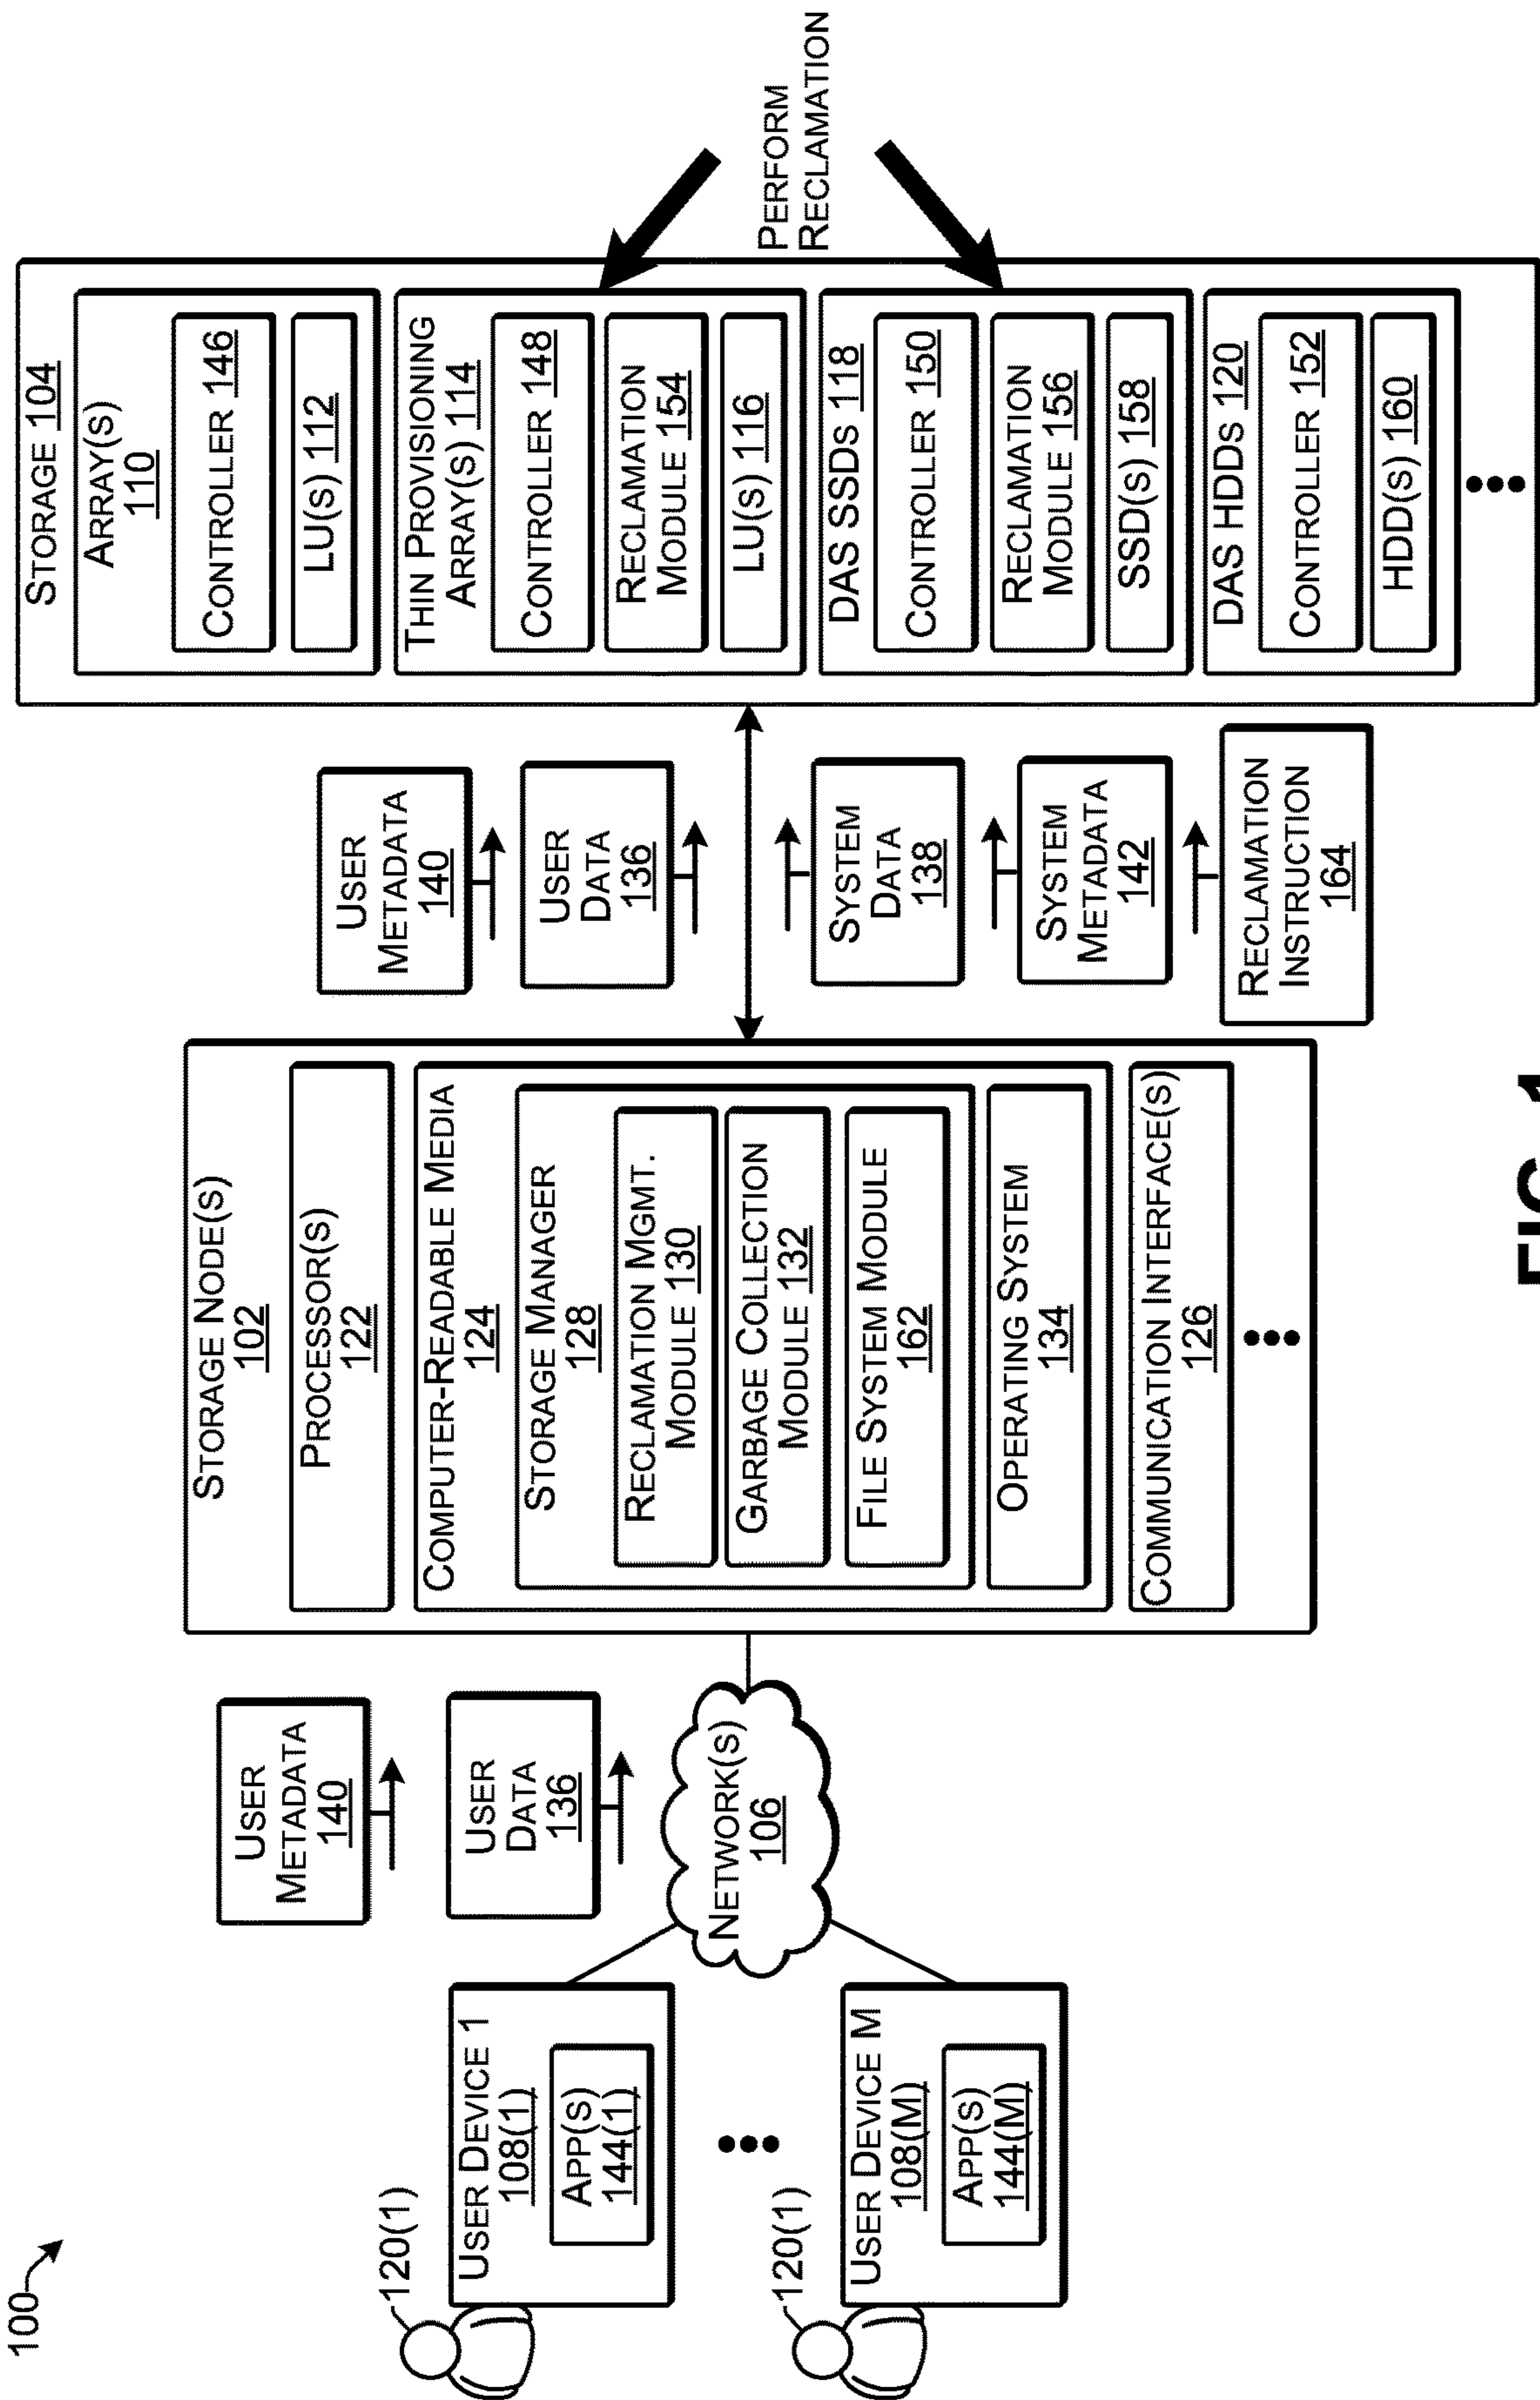 100
120(1)
USER DEVICE 1
108(1)
APP(S)
144(1)
120(1)
USER DEVICE M
108(M)
APP(S)
144(M)
USER
METADATA
140
USER
DATA
136
NETWORK(S)
106
STORAGE NODE(S)
102
PROCESSOR(S)
122
COMPUTER-READABLE MEDIA
124
STORAGE MANAGER
128
RECLAMATION MGMT.
MODULE 130
GARBAGE COLLECTION
MODULE 132
FILE SYSTEM MODULE
162
OPERATING SYSTEM
134
COMMUNICATION INTERFACE(S)
126
USER
METADATA
140
USER
DATA
136
SYSTEM
DATA
138
SYSTEM
METADATA
142
RECLAMATION
INSTRUCTION
164
STORAGE 104
ARRAY(S)
110
CONTROLLER 146
LU(S) 112
THIN PROVISIONING
ARRAY(S) 114
CONTROLLER 148
RECLAMATION
MODULE 154
LU(S) 116
DAS SSDS 118
CONTROLLER 150
RECLAMATION
MODULE 156
SSD(S) 158
DAS HDDS 120
CONTROLLER 152
HDD(S) 160
PERFORM
RECLAMATION
FIG. 1